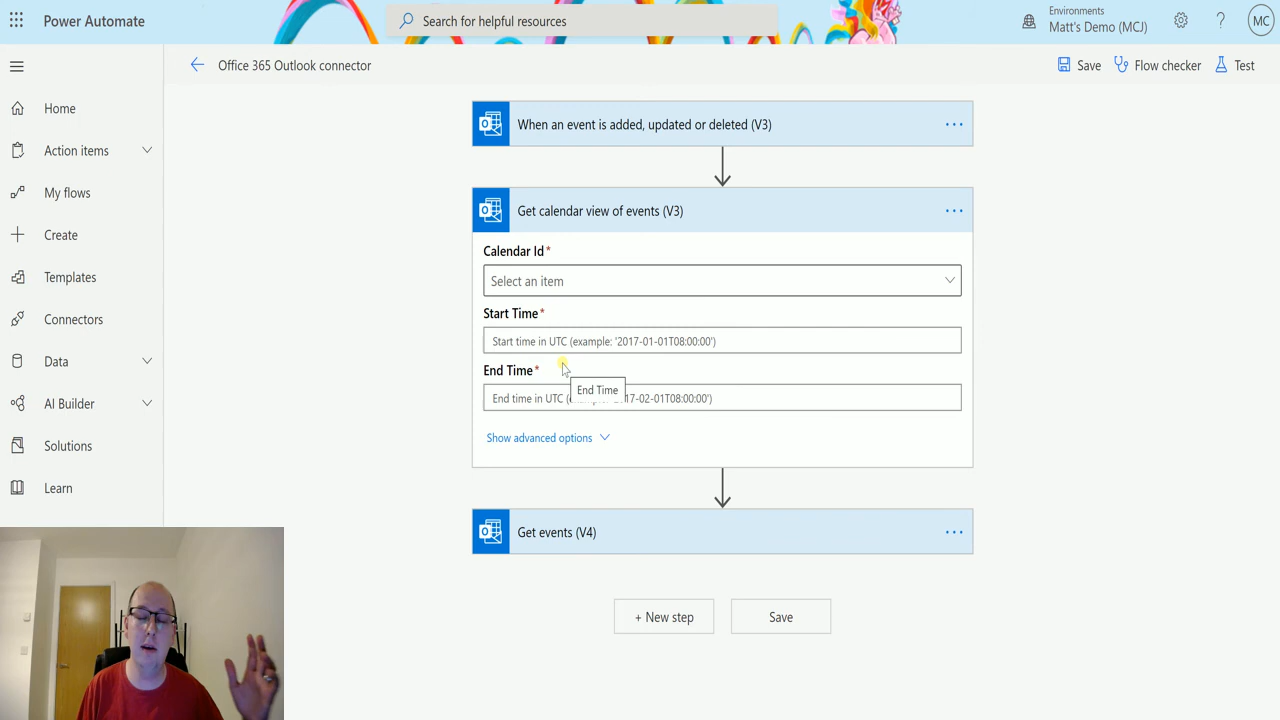 Power Automate
Search for helpful resources
Environments
Matt's Demo (MCJ)
?
MC
Office 365 Outlook connector
Save
Flow checker
Test
Home
Action items
My flows
Create
Templates
Connectors
Data
AI Builder
Solutions
Learn
When an event is added, updated or deleted (V3)
...
Get calendar view of events (V3)
...
Calendar Id*
Select an item
Start Time*
Start time in UTC (example: '2017-01-01T08:00:00')
End Time*
End Time
End time in UTC 17-02-01T08:00:00')
Show advanced options
Get events (V4)
...
+ New step
Save